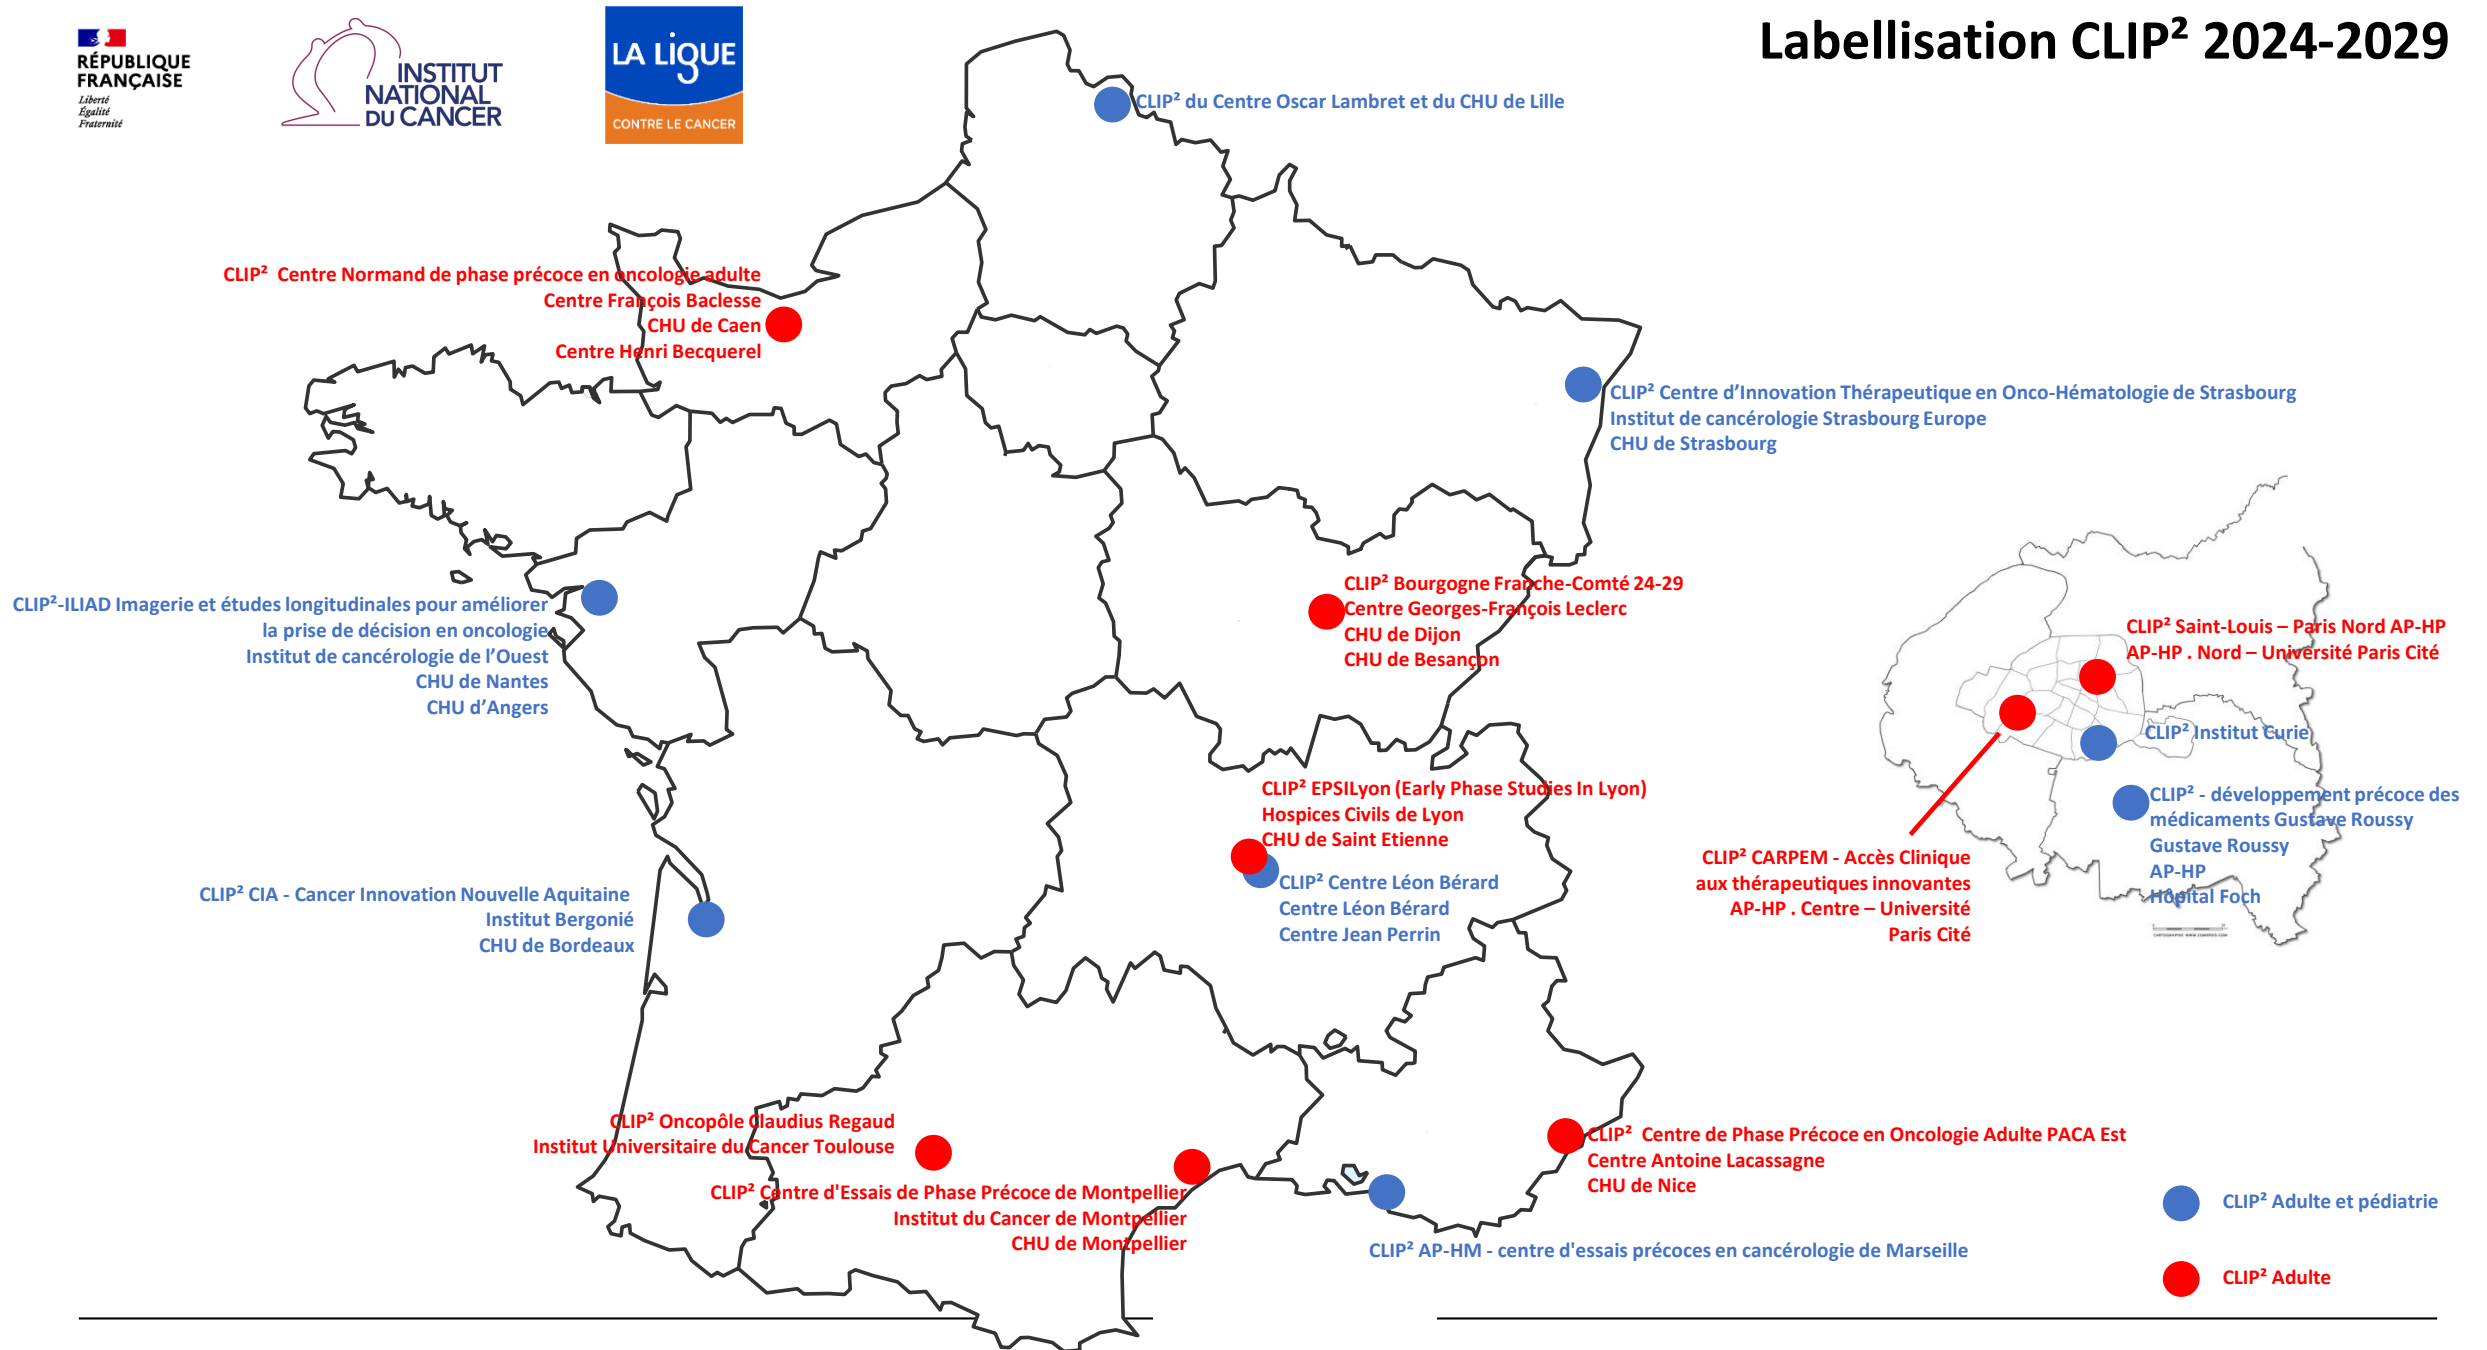 Labellisation CLIP² 2024-2029
RÉPUBLIQUE
FRANÇAISE
Liberté
Égalité
Fraternité
INSTITUT
NATIONAL
DU CANCER
LA LIGUE
CONTRE LE CANCER
CLIP² du Centre Oscar Lambret et du CHU de Lille
CLIP² Centre Normand de phase précoce en oncologie adulte
Centre François Baclesse
CHU de Caen
Centre Henri Becquerel
CLIP² Centre d’Innovation Thérapeutique en Onco-Hématologie de Strasbourg
Institut de cancérologie Strasbourg Europe
CHU de Strasbourg
CLIP²-ILIAD Imagerie et études longitudinales pour améliorer
la prise de décision en oncologie
Institut de cancérologie de l’Ouest
CHU de Nantes
CHU d’Angers
CLIP² Bourgogne Franche-Comté 24-29
Centre Georges-François Leclerc
CHU de Dijon
CHU de Besançon
CLIP² Saint-Louis – Paris Nord AP-HP
AP-HP . Nord – Université Paris Cité
CLIP² Institut Curie
CLIP² - développement précoce des
médicaments Gustave Roussy
Gustave Roussy
AP-HP
Hôpital Foch
CLIP² CARPEM - Accès Clinique
aux thérapeutiques innovantes
AP-HP . Centre – Université
Paris Cité
CLIP² EPSILyon (Early Phase Studies In Lyon)
Hospices Civils de Lyon
CHU de Saint Etienne
CLIP² Centre Léon Bérard
Centre Léon Bérard
Centre Jean Perrin
CLIP² CIA - Cancer Innovation Nouvelle Aquitaine
Institut Bergonié
CHU de Bordeaux
CLIP² Oncopôle Claudius Regaud
Institut Universitaire du Cancer Toulouse
CLIP² Centre d'Essais de Phase Précoce de Montpellier
Institut du Cancer de Montpellier
CHU de Montpellier
CLIP² Centre de Phase Précoce en Oncologie Adulte PACA Est
Centre Antoine Lacassagne
CHU de Nice
CLIP² AP-HM - centre d'essais précoces en cancérologie de Marseille
CLIP² Adulte et pédiatrie
CLIP² Adulte